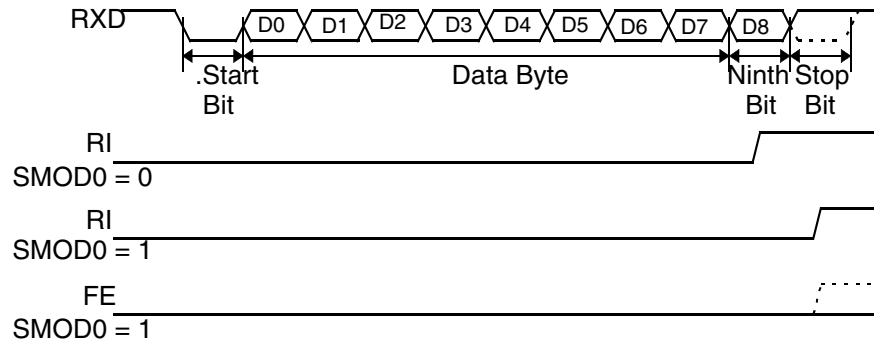 RXD D0 D1 D2 D3 D4 D5 D6 D7 D8
.Start Data Byte Ninth Stop
Bit Bit Bit
RI
SMOD0 = 0
RI
SMOD0 = 1
FE
SMOD0 = 1